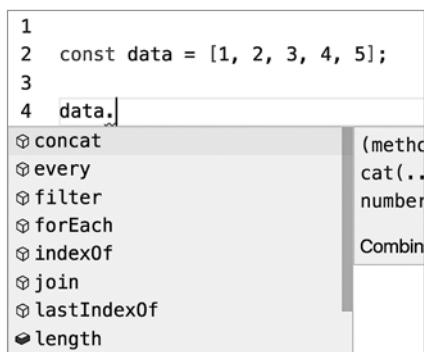 1
2 const data = [1, 2, 3, 4, 5];
3
4 data.
concat
every
filter
forEach
indexOf
join
lastIndexOf
length
(metho
cat(..
number
Combin